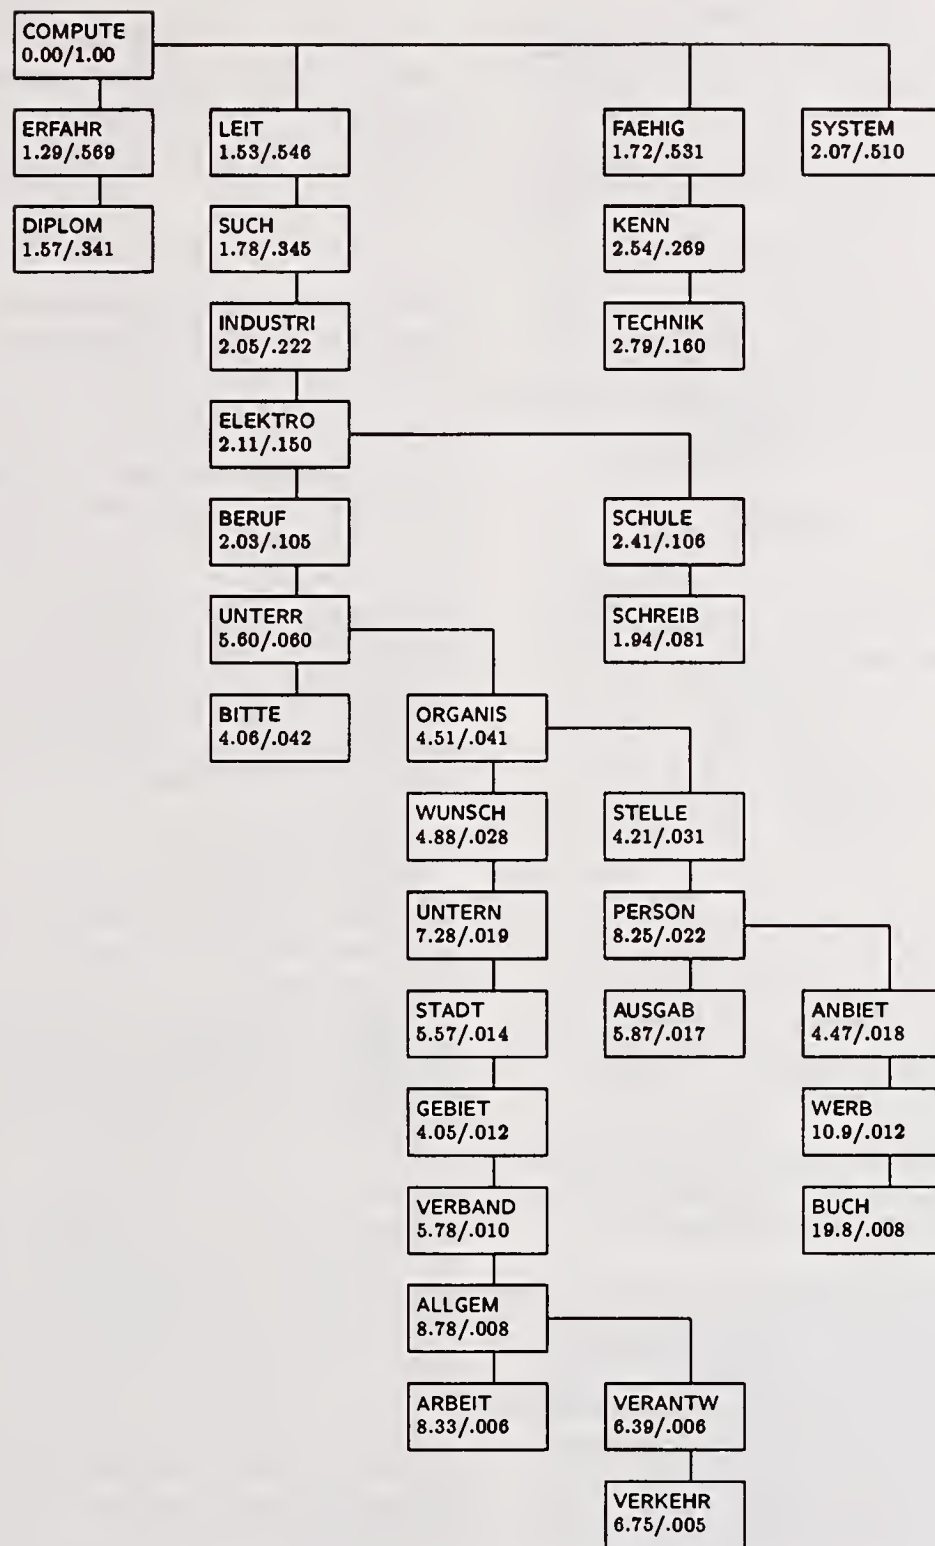 COMPUTE
0.00/1.00
ERFAHR
1.29/.569
LEIT
1.53/.546
FAEHIG
1.72/.531
SYSTEM
2.07/.510
DIPLOM
1.57/.341
SUCH
1.78/.345
KENN
2.54/.269
INDUSTRI
2.05/.222
TECHNIK
2.79/.160
ELEKTRO
2.11/.150
BERUF
2.03/.105
SCHULE
2.41/.106
UNTERR
5.60/.060
SCHREIB
1.94/.081
BITTE
4.06/.042
ORGANIS
4.51/.041
WUNSCH
4.88/.028
STELLE
4.21/.031
UNTERN
7.28/.019
PERSON
8.25/.022
STADT
5.57/.014
AUSGAB
5.87/.017
ANBIET
4.47/.018
GEBIET
4.05/.012
WERB
10.9/.012
VERBAND
5.78/.010
BUCH
19.8/.008
ALLGEM
8.78/.008
ARBEIT
8.33/.006
VERANTW
6.39/.006
VERKEHR
6.75/.005